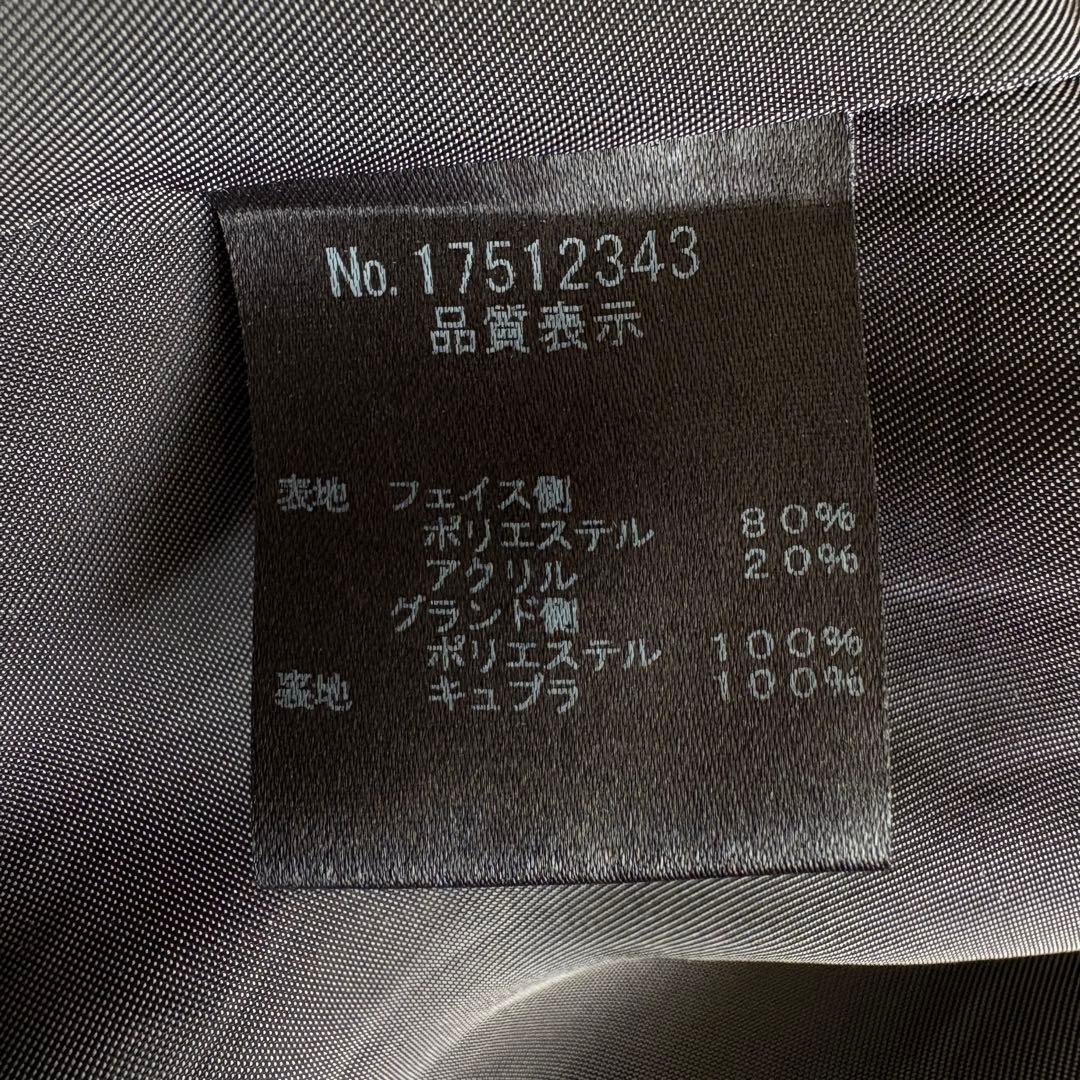 No.17512343
品質表示
表地 フェイス側
ポリエステル 80%
アクリル 20%
グランド側
ポリエステル 100%
裏地 キュプラ 100%